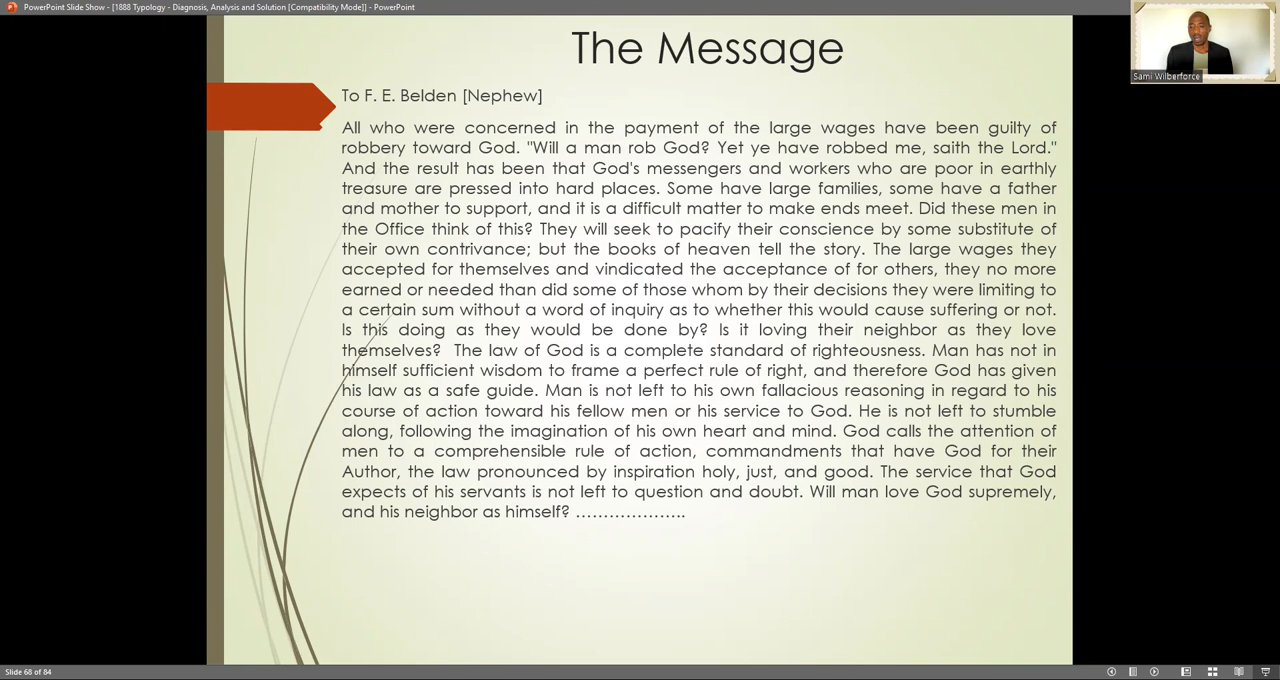 PowerPoint Slide Show - [1888 Typology - Diagnosis, Analysis and Solution [Compatibility Mode]] - PowerPoint
Sami Wilberforce
The Message
To F. E. Belden [Nephew]
All who were concerned in the payment of the large wages have been guilty of
robbery toward God. "Will a man rob God? Yet ye have robbed me, saith the Lord."
And the result has been that God's messengers and workers who are poor in earthly
treasure are pressed into hard places. Some have large families, some have a father
and mother to support, and it is a difficult matter to make ends meet. Did these men in
the Office think of this? They will seek to pacify their conscience by some substitute of
their own contrivance; but the books of heaven tell the story. The large wages they
accepted for themselves and vindicated the acceptance of for others, they no more
earned or needed than did some of those whom by their decisions they were limiting to
a certain sum without a word of inquiry as to whether this would cause suffering or not.
Is this doing as they would be done by? Is it loving their neighbor as they love
themselves?  The law of God is a complete standard of righteousness. Man has not in
himself sufficient wisdom to frame a perfect rule of right, and therefore God has given
his law as a safe guide. Man is not left to his own fallacious reasoning in regard to his
course of action toward his fellow men or his service to God. He is not left to stumble
along, following the imagination of his own heart and mind. God calls the attention of
men to a comprehensible rule of action, commandments that have God for their
Author, the law pronounced by inspiration holy, just, and good. The service that God
expects of his servants is not left to question and doubt. Will man love God supremely,
and his neighbor as himself? ………………..
Slide 68 of 84